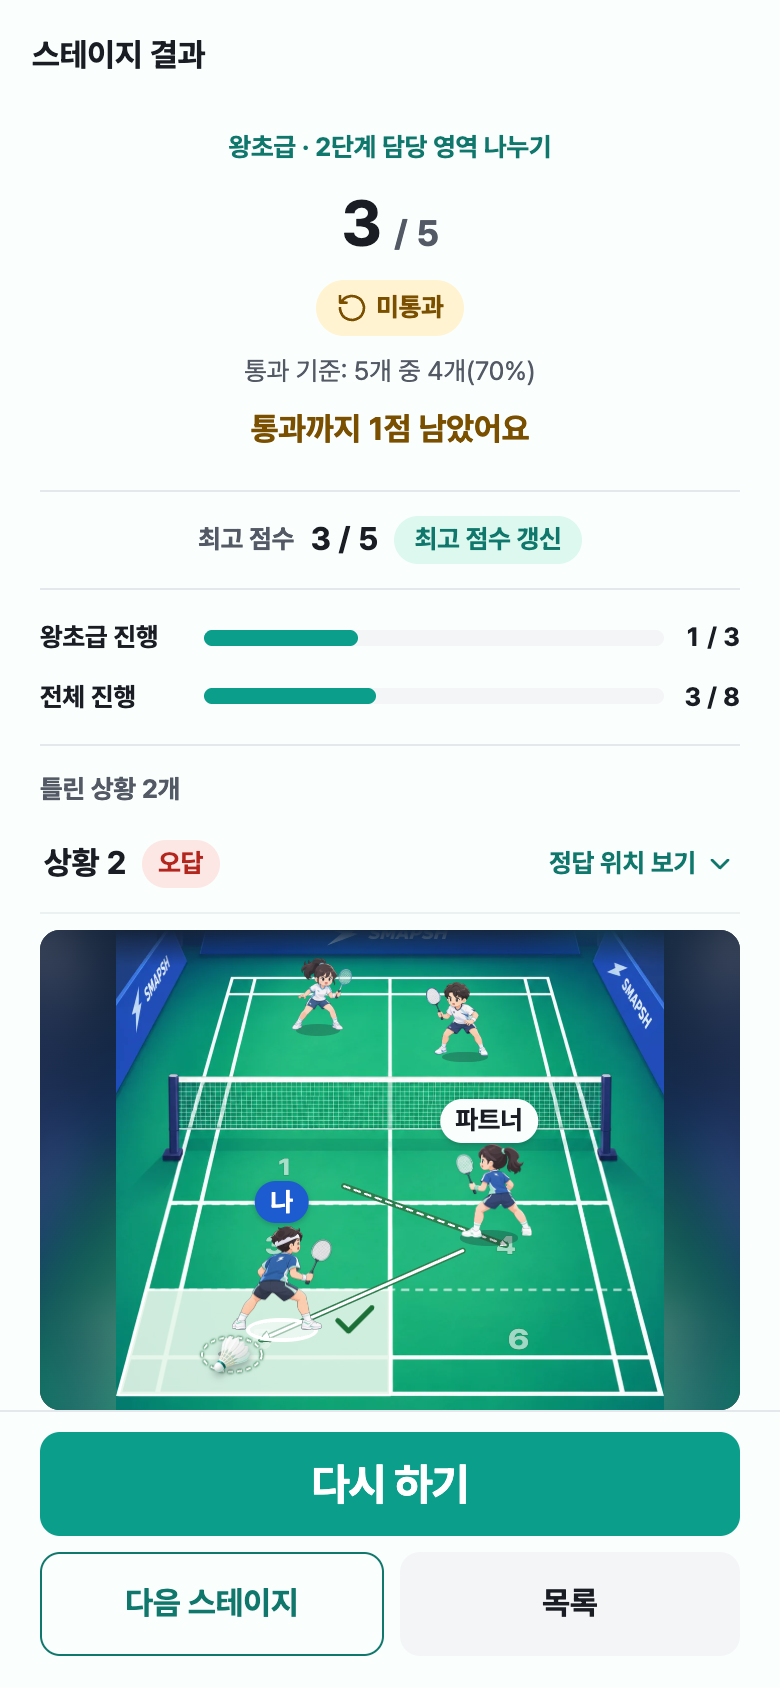 스테이지 결과
왕초급 · 2단계 담당 영역 나누기
3 / 5
미통과
통과 기준: 5개 중 4개(70%)
통과까지 1점 남았어요
최고 점수 3 / 5 최고 점수 갱신
왕초급 진행 1 / 3
전체 진행 3 / 8
틀린 상황 2개
상황 2 오답 정답 위치 보기
SMAPSH
SMAPSH
SMAPSH
파트너
1
나
4
6
다시 하기
다음 스테이지 목록